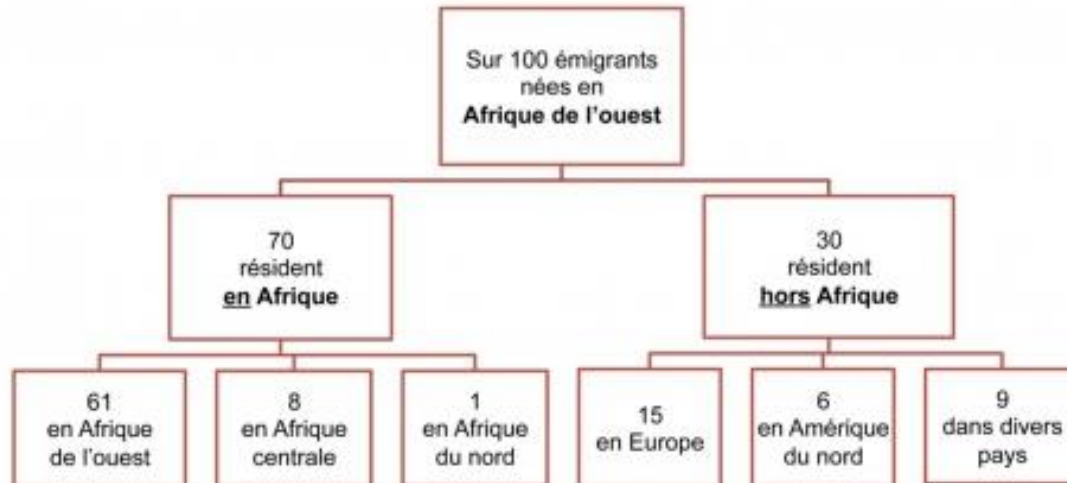 Sur 100 émigrants
nées en
Afrique de l'ouest
70
résident
en Afrique
30
résident
hors Afrique
61
en Afrique
de l'ouest
8
en Afrique
centrale
1
en Afrique
du nord
15
en Europe
6
en Amérique
du nord
9
dans divers
pays